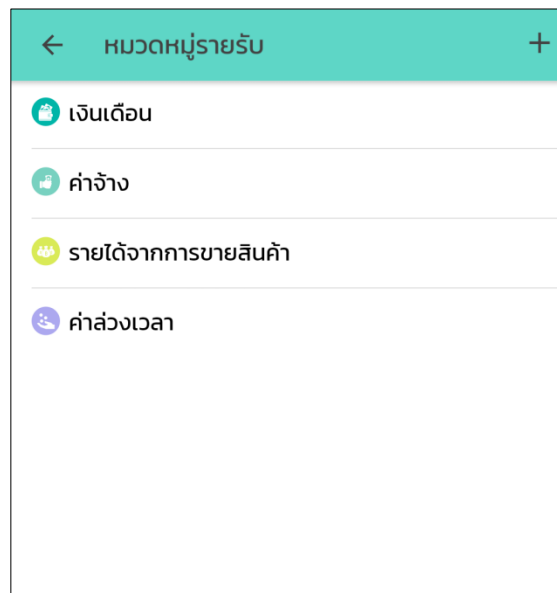 หมวดหมู่รายรับ
เงินเดือน
ค่าจ้าง
รายได้จากการขายสินค้า
ค่าล่วงเวลา